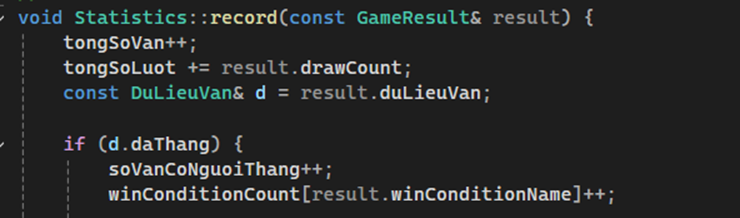 void Statistics::record(const GameResult& result) {
    tongSoVan++;
    tongSoLuot += result.drawCount;
    const DuLieuVan& d = result.duLieuVan;
    if (d.daThang) {
        soVanCoNguoiThang++;
        winConditionCount[result.winConditionName]++;